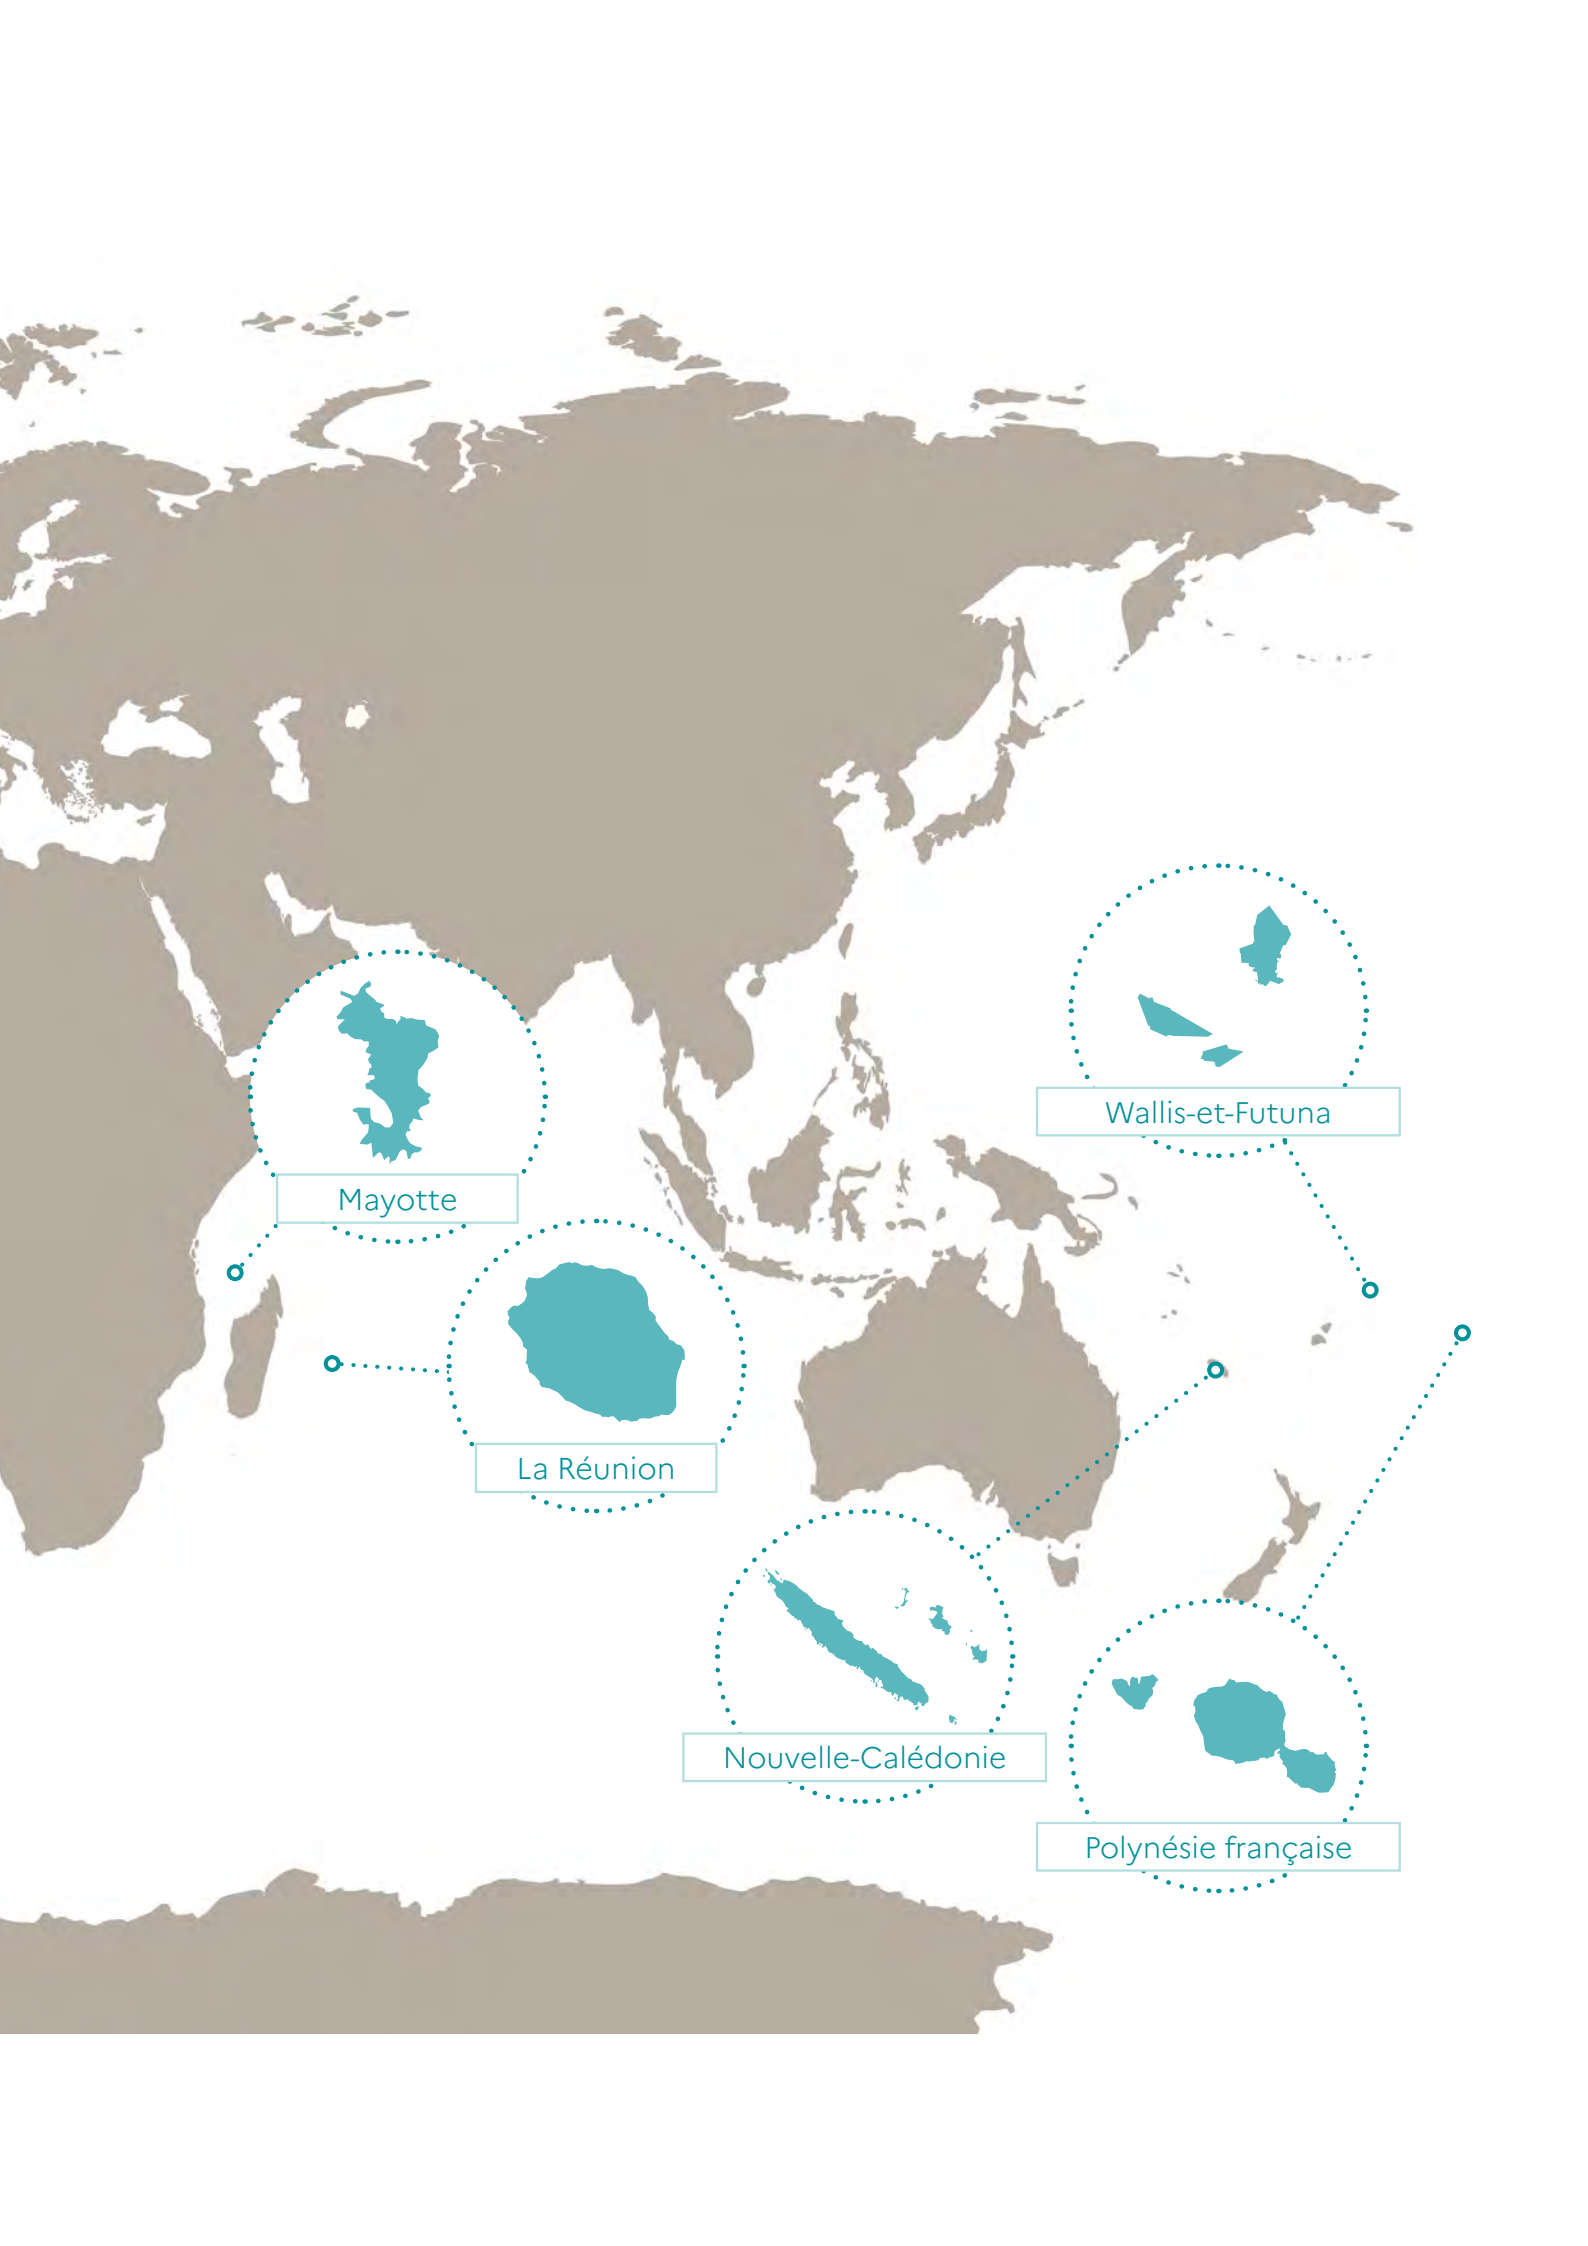 Wallis-et-Futuna
Mayotte
La Réunion
Nouvelle-Calédonie
Polynésie française